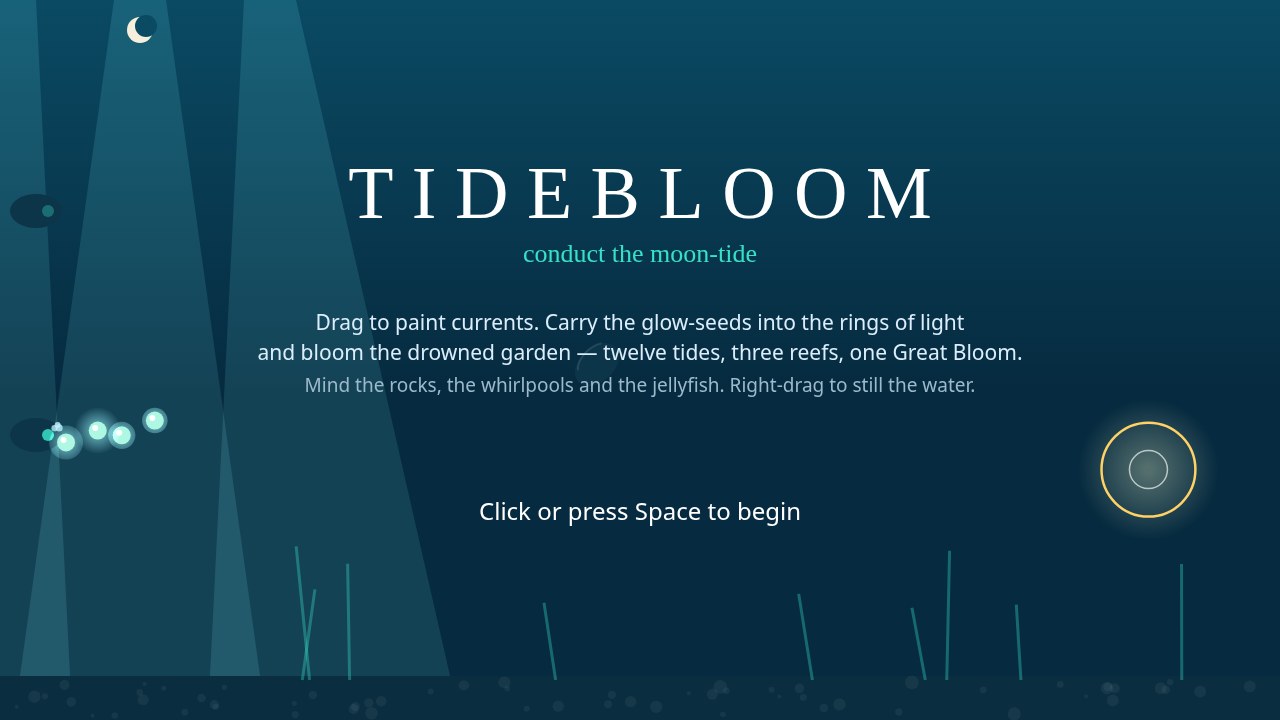 TIDEBLOOM
conduct the moon-tide
Drag to paint currents. Carry the glow-seeds into the rings of light
and bloom the drowned garden — twelve tides, three reefs, one Great Bloom.
Mind the rocks, the whirlpools and the jellyfish. Right-drag to still the water.
Click or press Space to begin